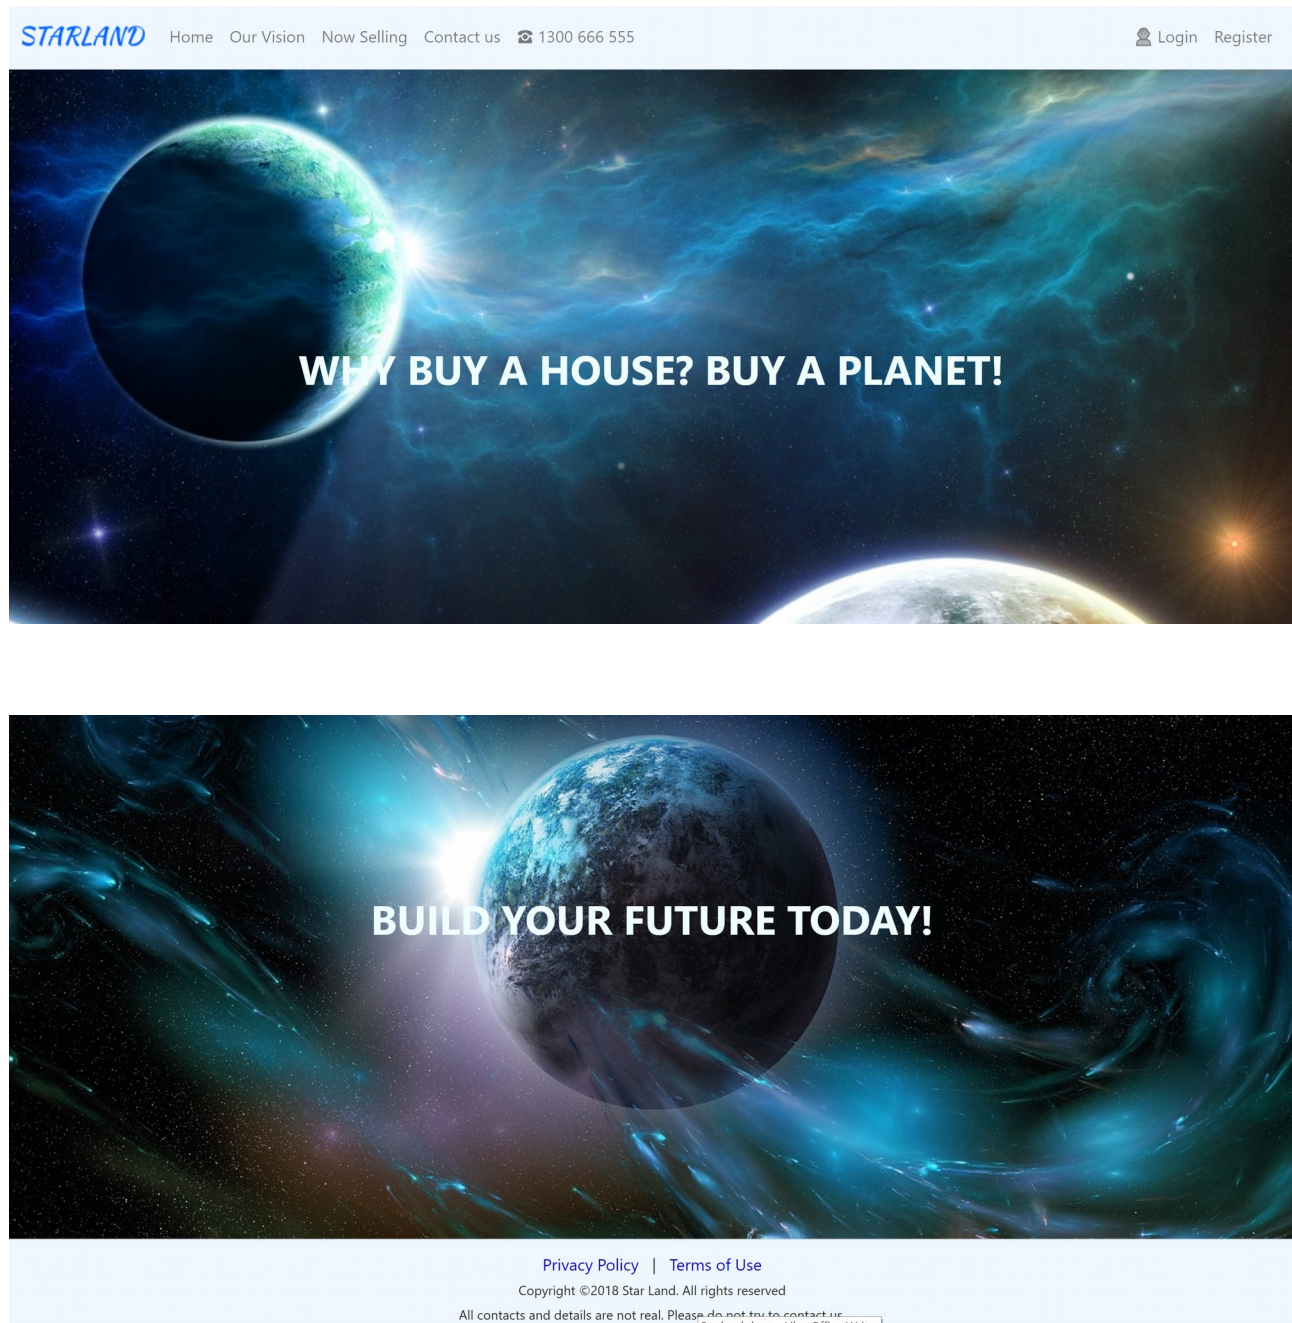 STARLAND Home Our Vision Now Selling Contact us 1300 666 555 Login Register
WHY BUY A HOUSE? BUY A PLANET!
BUILD YOUR FUTURE TODAY!
Privacy Policy | Terms of Use
Copyright ©2018 Star Land. All rights reserved
All contacts and details are not real. Please do not try to contact us